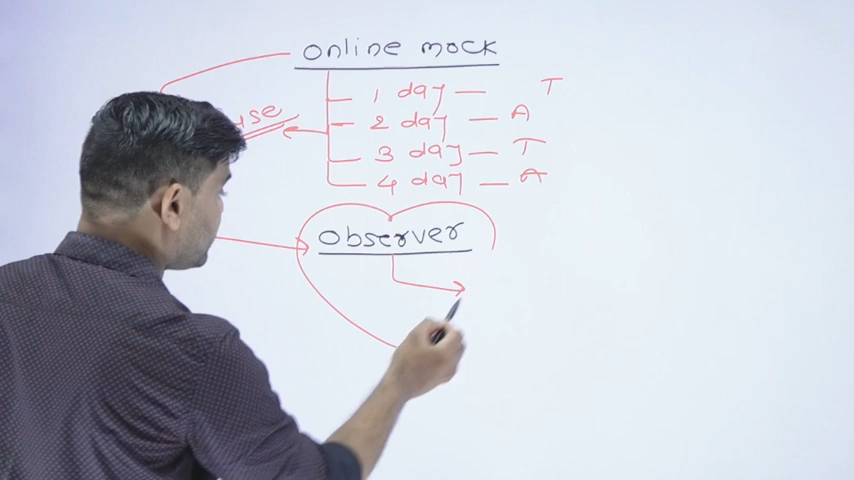 online mock
1 day — T
2 day — A
3 day — T
4 day — A
observer